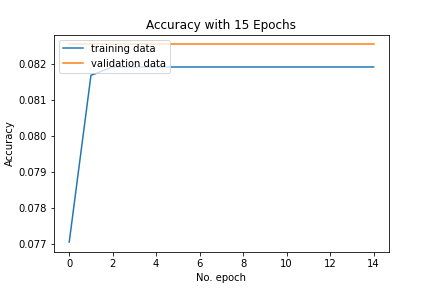 Accuracy with 15 Epochs
training data
validation data
0.082
0.081
0.080
0.079
0.078
0.077
Accuracy
0 2 4 6 8 10 12 14
No. epoch